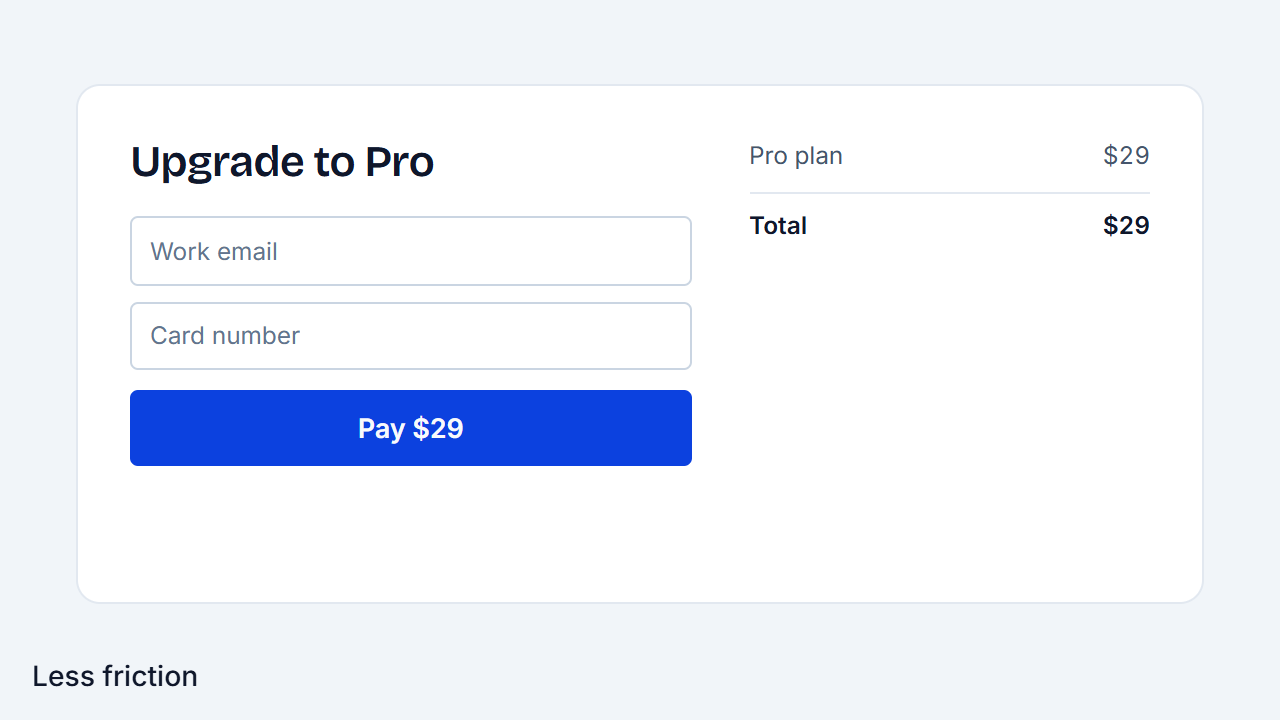 Upgrade to Pro
Work email
Card number
Pay $29
Pro plan $29
Total $29
Less friction